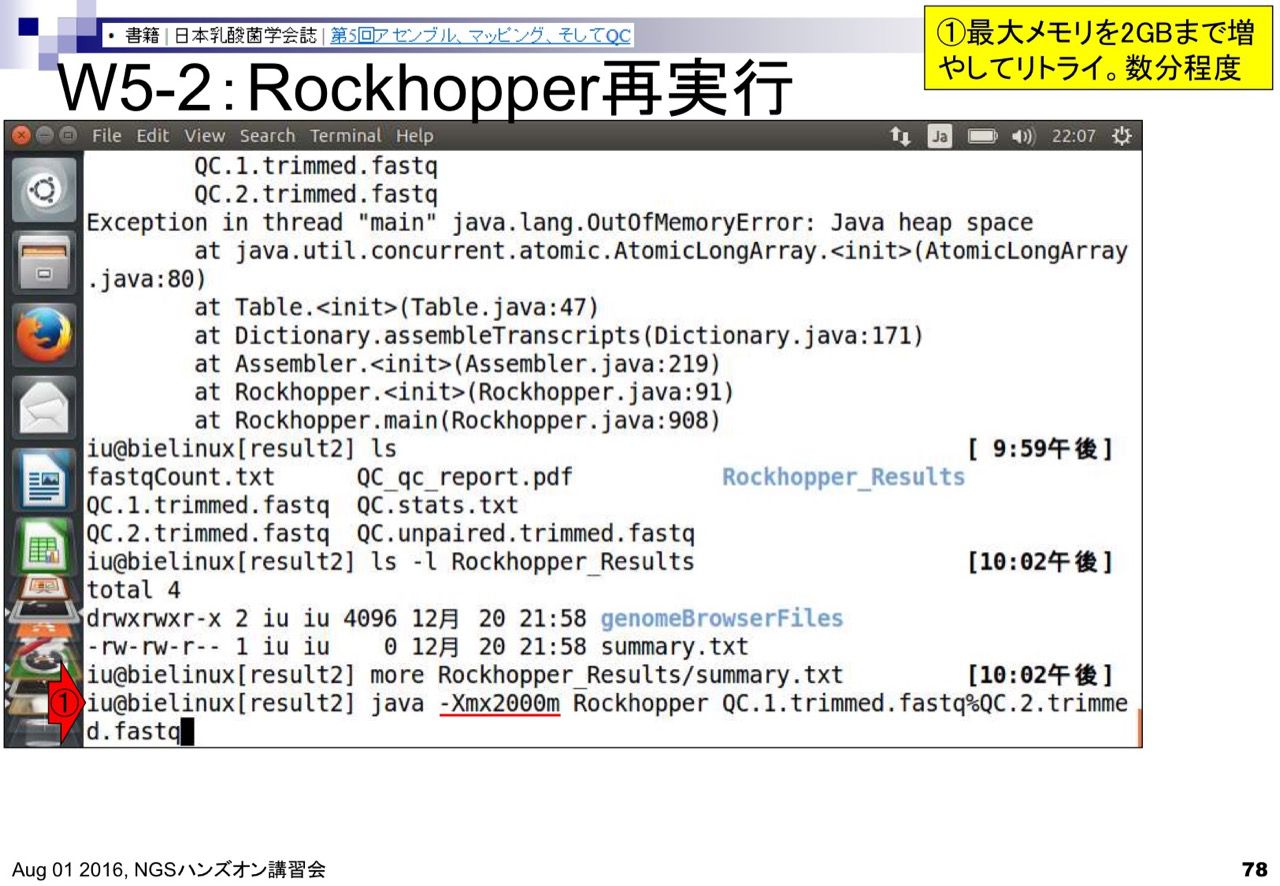 • 書籍 | 日本乳酸菌学会誌 | 第5回アセンブル、マッピング、そしてQC
①最大メモリを2GBまで増
やしてリトライ。数分程度
W5-2：Rockhopper再実行
File Edit View Search Terminal Help Ja 22:07
QC.1.trimmed.fastq
QC.2.trimmed.fastq
Exception in thread "main" java.lang.OutOfMemoryError: Java heap space
at java.util.concurrent.atomic.AtomicLongArray.<init>(AtomicLongArray
.java:80)
at Table.<init>(Table.java:47)
at Dictionary.assembleTranscripts(Dictionary.java:171)
at Assembler.<init>(Assembler.java:219)
at Rockhopper.<init>(Rockhopper.java:91)
at Rockhopper.main(Rockhopper.java:908)
iu@bielinux[result2] ls [ 9:59午後]
fastqCount.txt QC_qc_report.pdf Rockhopper_Results
QC.1.trimmed.fastq QC.stats.txt
QC.2.trimmed.fastq QC.unpaired.trimmed.fastq
iu@bielinux[result2] ls -l Rockhopper_Results [10:02午後]
total 4
drwxrwxr-x 2 iu iu 4096 12月 20 21:58 genomeBrowserFiles
-rw-rw-r-- 1 iu iu 0 12月 20 21:58 summary.txt
iu@bielinux[result2] more Rockhopper_Results/summary.txt [10:02午後]
①iu@bielinux[result2] java -Xmx2000m Rockhopper QC.1.trimmed.fastq%QC.2.trimme
d.fastq
Aug 01 2016, NGSハンズオン講習会
78